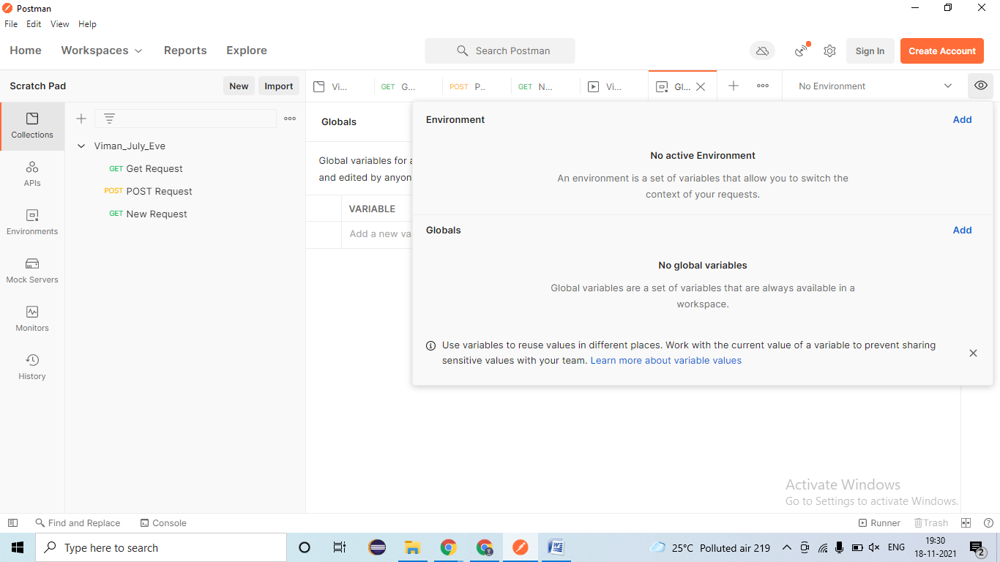 Postman
File Edit View Help
Home Workspaces Reports Explore Search Postman Sign In Create Account
Scratch Pad New Import Vi... GET G... POST P.. GET N... Vi... Gl... No Environment
Collections
APIs
Environments
Mock Servers
Monitors
History
Viman_July_Eve
GET Get Request
POST POST Request
GET New Request
Globals
Global variables for a
and edited by anyon
VARIABLE
Add a new va
Environment Add
No active Environment
An environment is a set of variables that allow you to switch the
context of your requests.
Globals Add
No global variables
Global variables are a set of variables that are always available in a
workspace.
Use variables to reuse values in different places. Work with the current value of a variable to prevent sharing
sensitive values with your team. Learn more about variable values
Activate Windows
Go to Settings to activate Windows.
Find and Replace Console Runner Trash
Type here to search 25°C Polluted air 219 ENG 19:30
18-11-2021 2